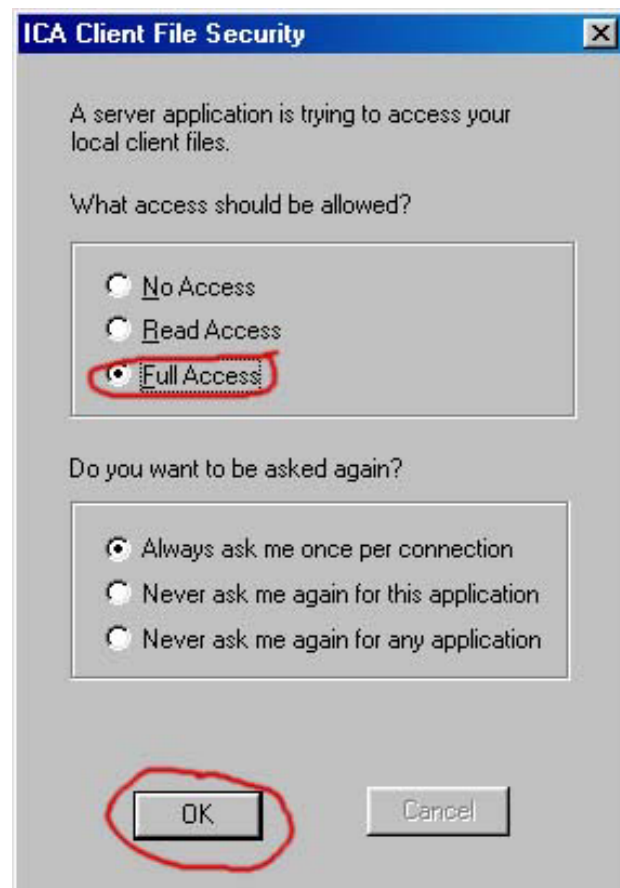 ICA Client File Security
A server application is trying to access your
local client files.
What access should be allowed?
No Access
Read Access
Full Access
Do you want to be asked again?
Always ask me once per connection
Never ask me again for this application
Never ask me again for any application
OK Cancel